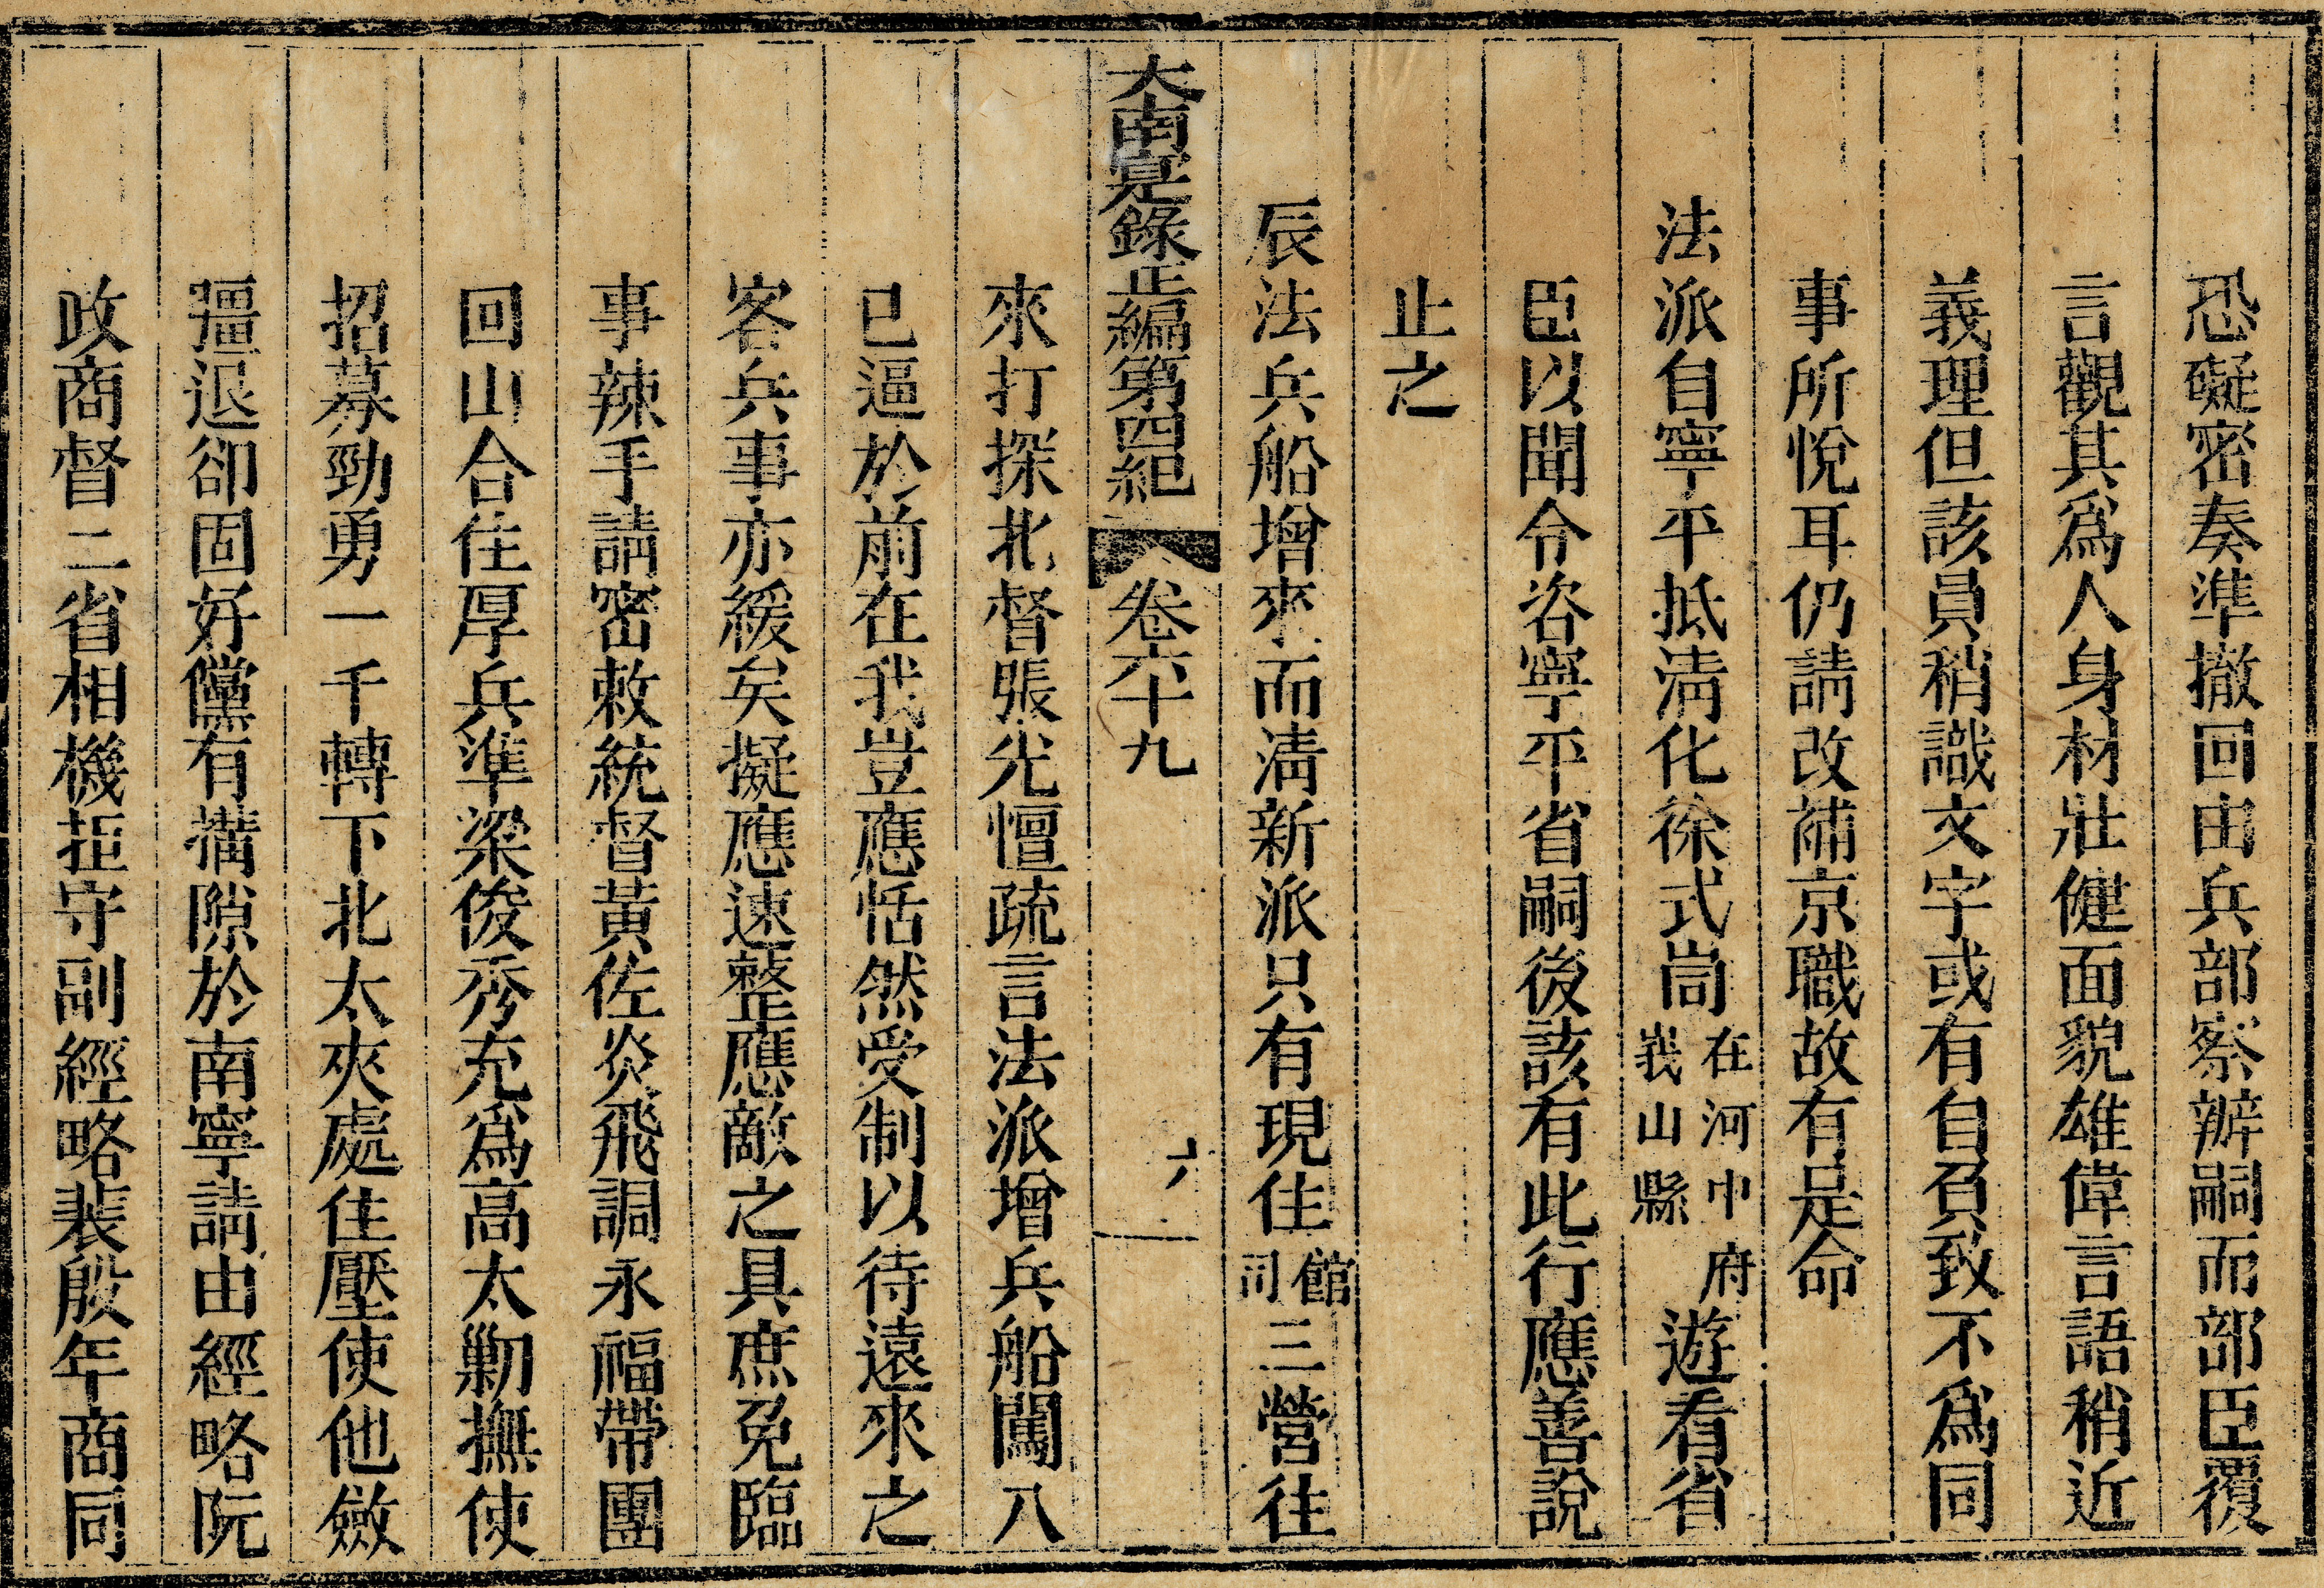 恐礙密奏準撤回由兵部察辦嗣而部臣覆
言觀其爲人身材壯健面貌雄偉言語稍近
義理但該員稍識文字或有自負致不爲同
事所悅耳仍請改補京職故有是命
法派自寧平抵淸化徐式峝在河中府峩山縣遊看省
臣以聞令咨寧平省嗣後該有此行應善說
止之
辰法兵船增來而淸新派只有現住館司三營往
大南寔錄正編第四紀 卷六十九 六
來打探北督張光憻疏言法派增兵船闖入
已逼於前在我豈應恬然受制以待遠來之
客兵事亦緩矣擬應速整應敵之具庶免臨
事辣手請密敕統督黃佐炎飛調永福帶團
回山合住厚兵準梁俊秀充爲高太勦撫使
招募勁勇一千轉下北太夾處住壓使他斂
彊退卻固好儻有搆隙於南寧請由經略阮
政商督二省相機拒守副經略裴殷年商同